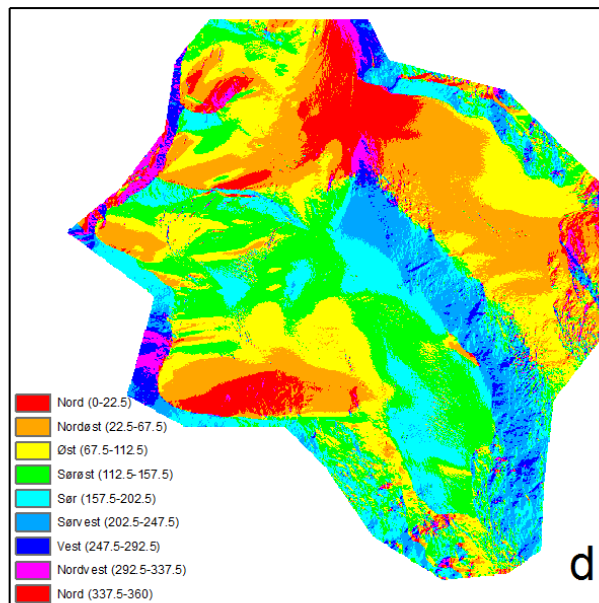 Nord (0-22.5)
Nordøst (22.5-67.5)
Øst (67.5-112.5)
Sørøst (112.5-157.5)
Sør (157.5-202.5)
Sørvest (202.5-247.5)
Vest (247.5-292.5)
Nordvest (292.5-337.5)
Nord (337.5-360)
d